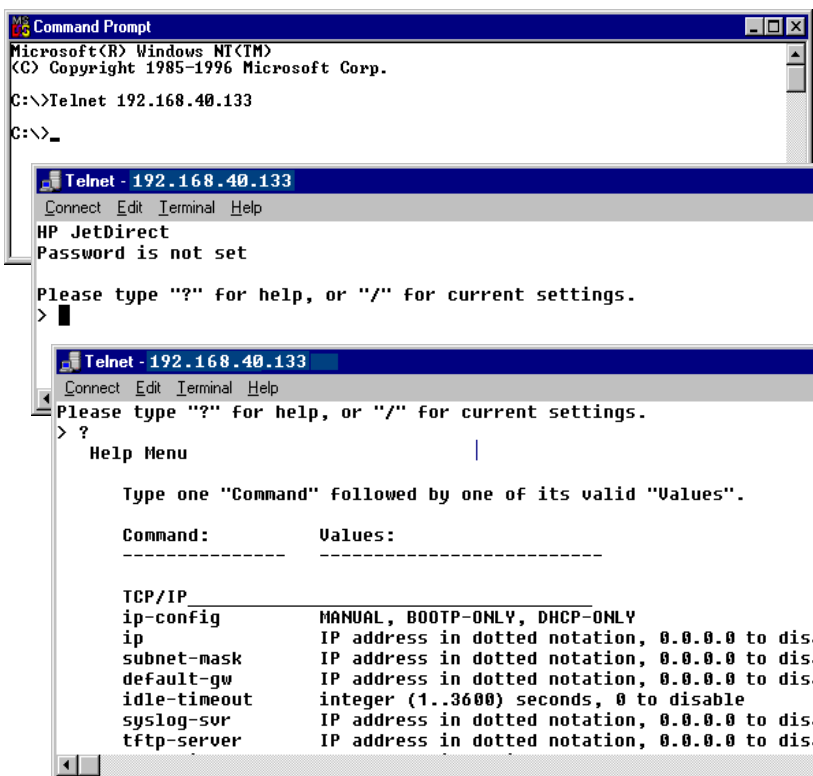 Command Prompt
Microsoft(R) Windows NT(TM)
(C) Copyright 1985-1996 Microsoft Corp.
C:\>Telnet 192.168.40.133
C:\>_
Telnet - 192.168.40.133
Connect Edit Terminal Help
HP JetDirect
Password is not set
Please type "?" for help, or "/" for current settings.
>
Telnet - 192.168.40.133
Connect Edit Terminal Help
Please type "?" for help, or "/" for current settings.
> ?
Help Menu
Type one "Command" followed by one of its valid "Values".
Command: Values:
--------------- --------------------------
TCP/IP
ip-config MANUAL, BOOTP-ONLY, DHCP-ONLY
ip IP address in dotted notation, 0.0.0.0 to dis
subnet-mask IP address in dotted notation, 0.0.0.0 to dis
default-gw IP address in dotted notation, 0.0.0.0 to dis
idle-timeout integer (1..3600) seconds, 0 to disable
syslog-svr IP address in dotted notation, 0.0.0.0 to dis
tftp-server IP address in dotted notation, 0.0.0.0 to dis